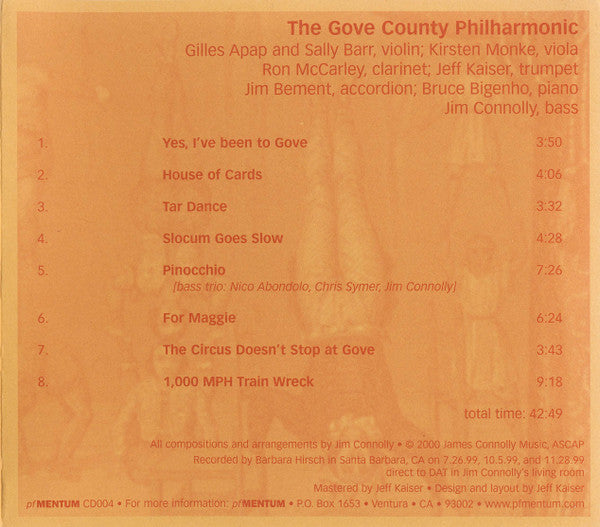 The Gove County Philharmonic
Gilles Apap and Sally Barr, violin; Kirsten Monke, viola
Ron McCarley, clarinet; Jeff Kaiser, trumpet
Jim Bement, accordion; Bruce Bigenho, piano
Jim Connolly, bass
1. Yes, I've been to Gove 3:50
2. House of Cards 4:06
3. Tar Dance 3:32
4. Slocum Goes Slow 4:28
5. Pinocchio 7:26
[bass trio: Nico Abondolo, Chris Symer, Jim Connolly]
6. For Maggie 6:24
7. The Circus Doesn't Stop at Gove 3:43
8. 1,000 MPH Train Wreck 9:18
total time: 42:49
All compositions and arrangements by Jim Connolly • © 2000 James Connolly Music, ASCAP
Recorded by Barbara Hirsch in Santa Barbara, CA on 7.26.99, 10.5.99, and 11.28.99
direct to DAT in Jim Connolly's living room
Mastered by Jeff Kaiser • Design and layout by Jeff Kaiser
pfMENTUM CD004 • For more information: pfMENTUM • P.O. Box 1653 • Ventura • CA • 93002 • www.pfmentum.com